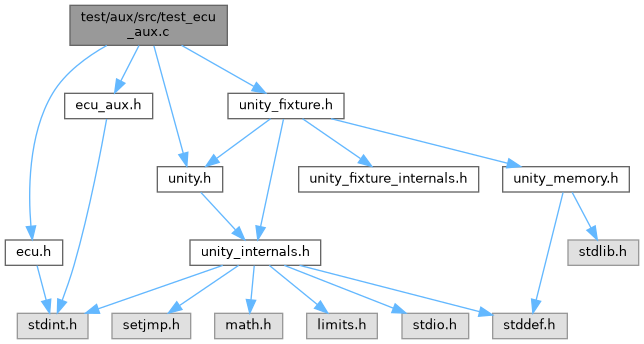 test/aux/src/test_ecu
_aux.c
ecu_aux.h
unity_fixture.h
unity.h
unity_fixture_internals.h
unity_memory.h
ecu.h
unity_internals.h
stdlib.h
stdint.h
setjmp.h
math.h
limits.h
stdio.h
stddef.h